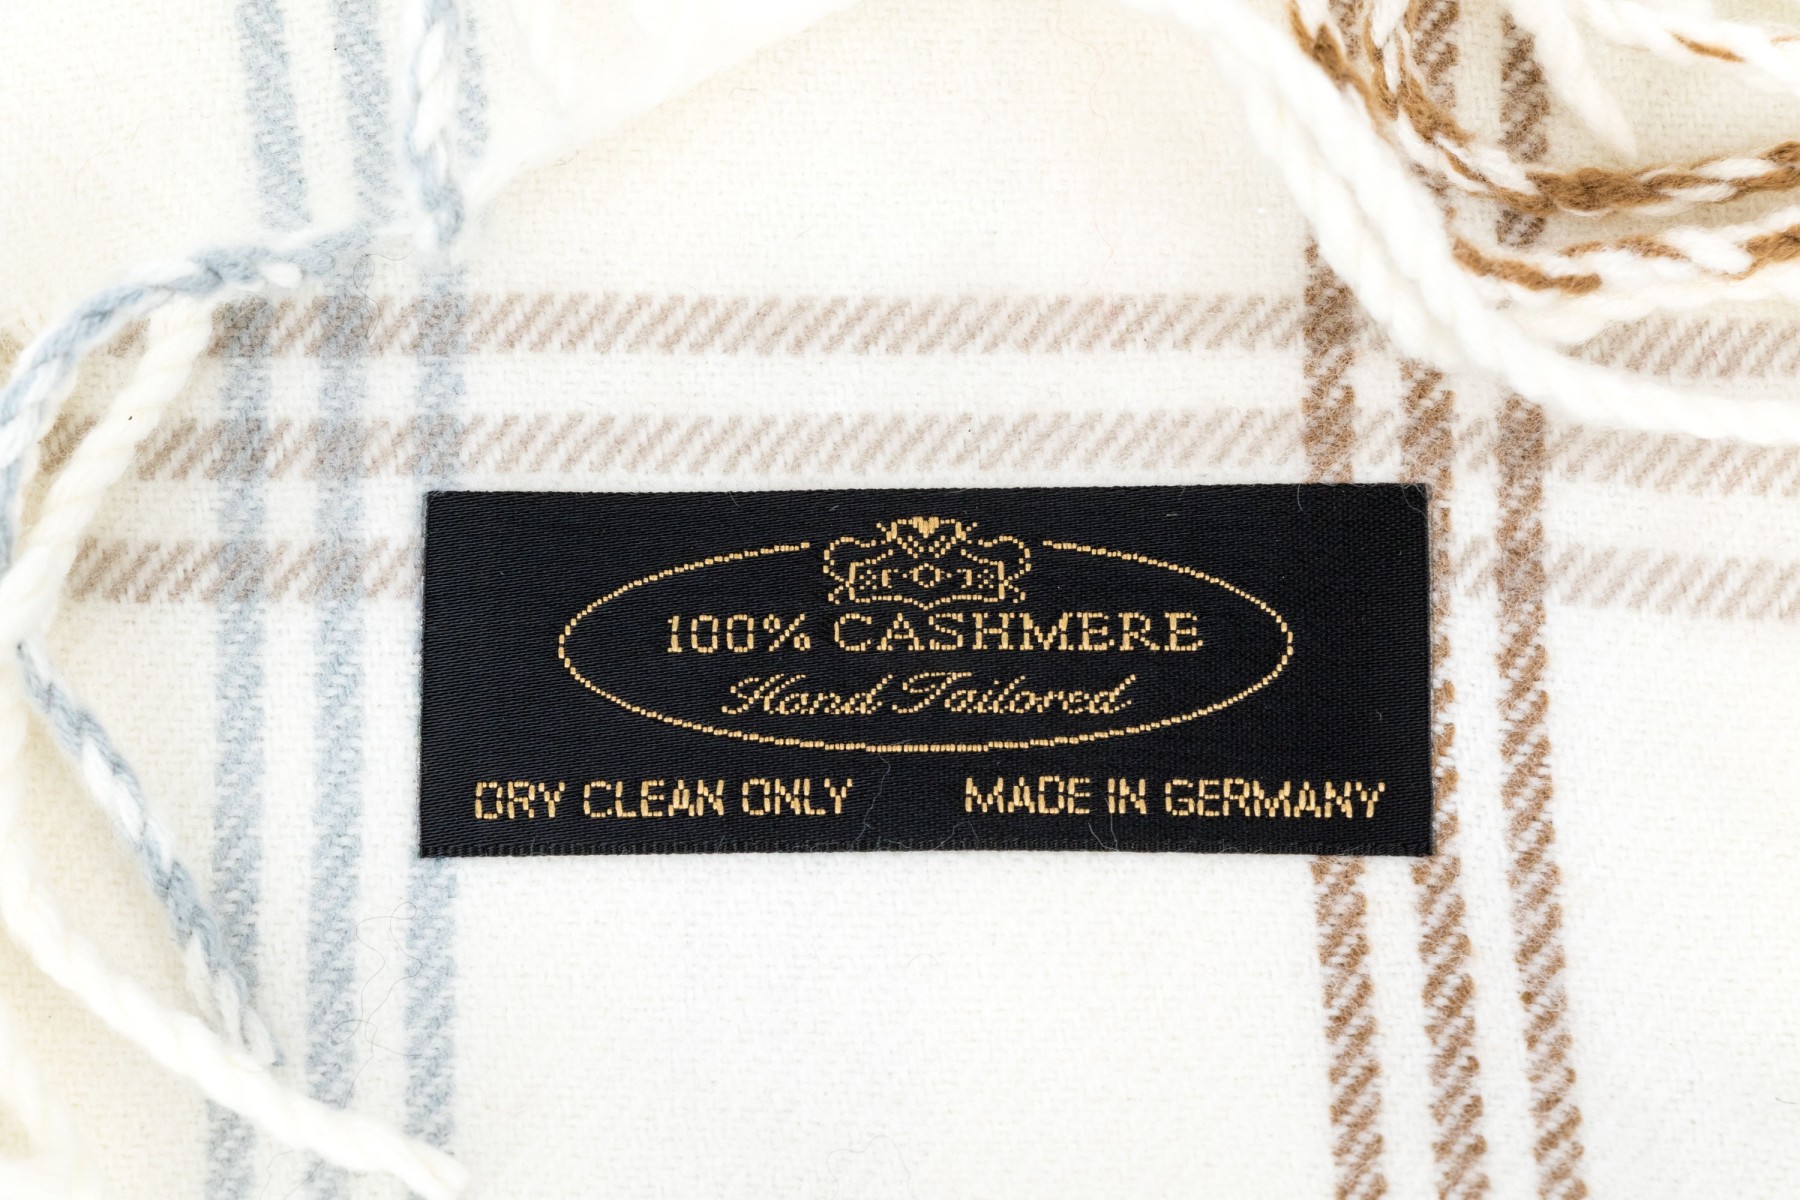 100% CASHMERE
Hand Tailored
DRY CLEAN ONLY MADE IN GERMANY